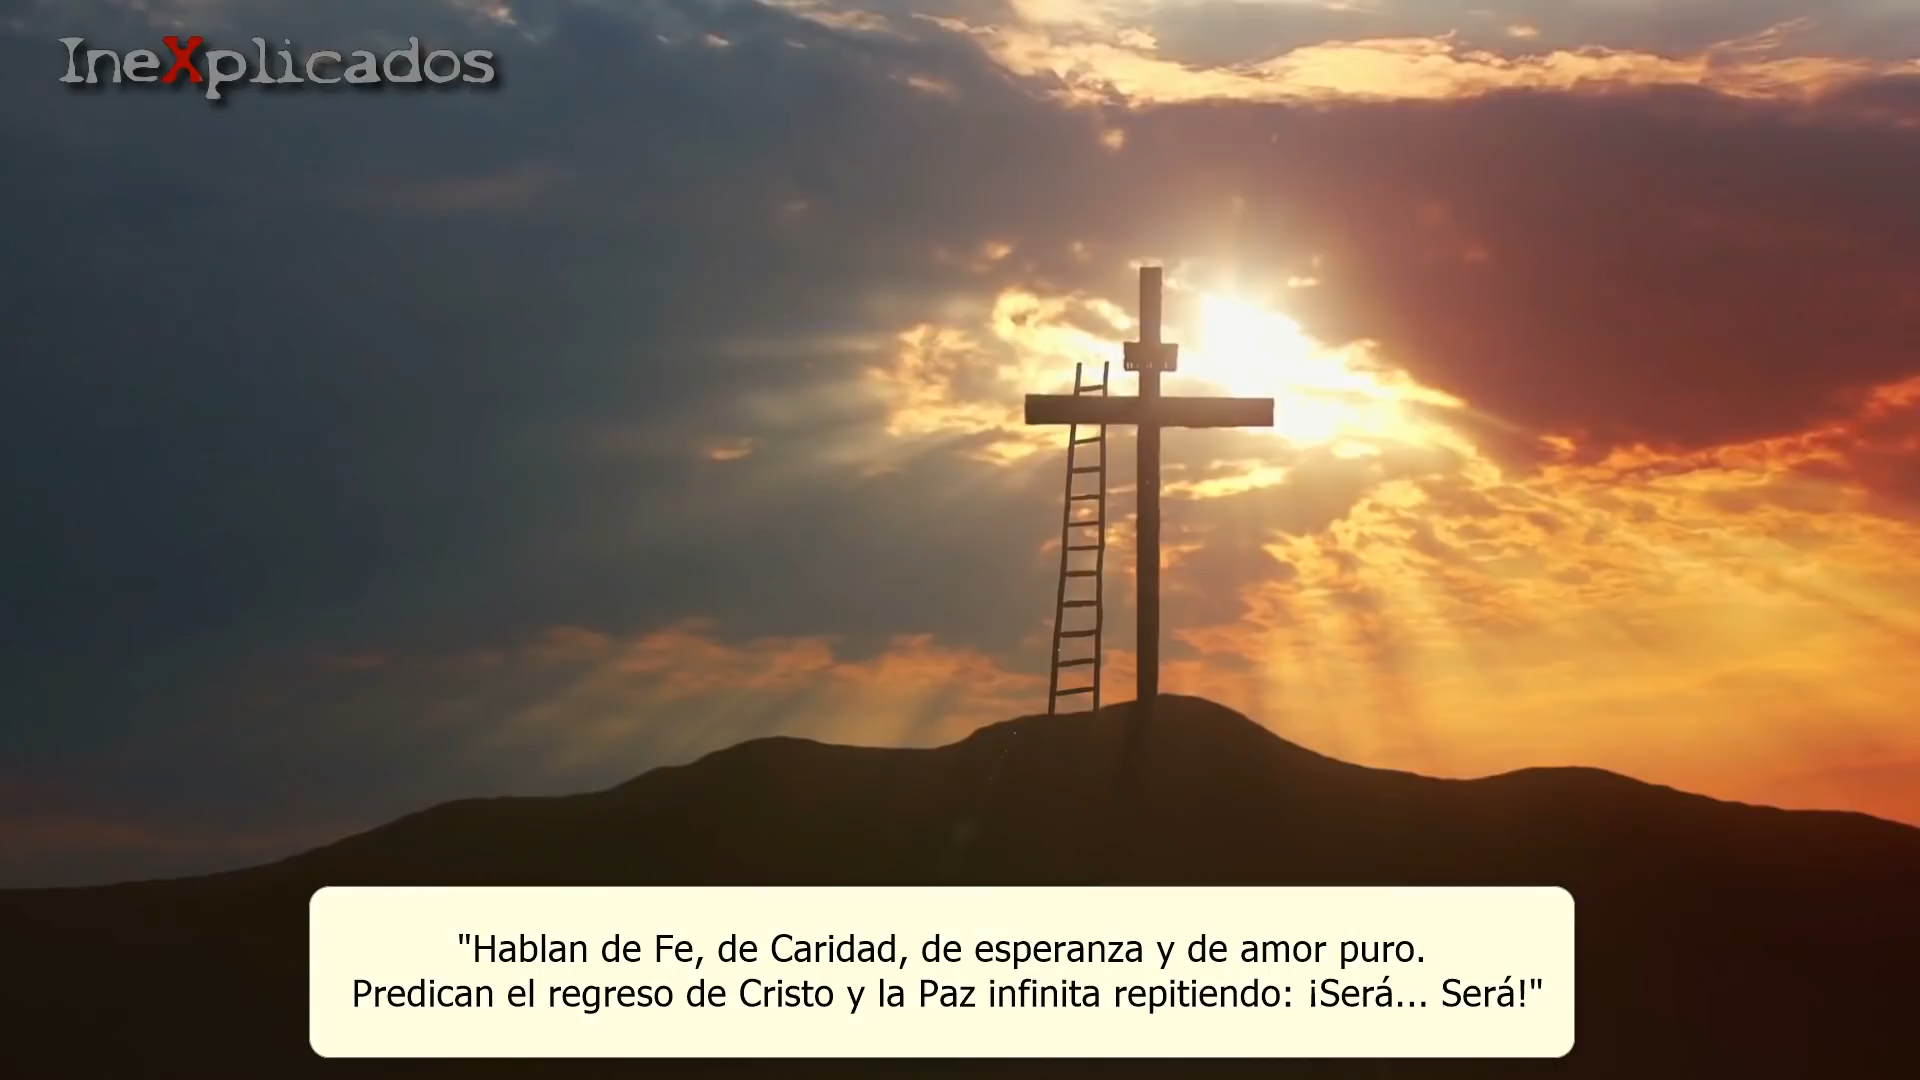 IneXplicados
"Hablan de Fe, de Caridad, de esperanza y de amor puro.
Predican el regreso de Cristo y la Paz infinita repitiendo: ¡Será... Será!"